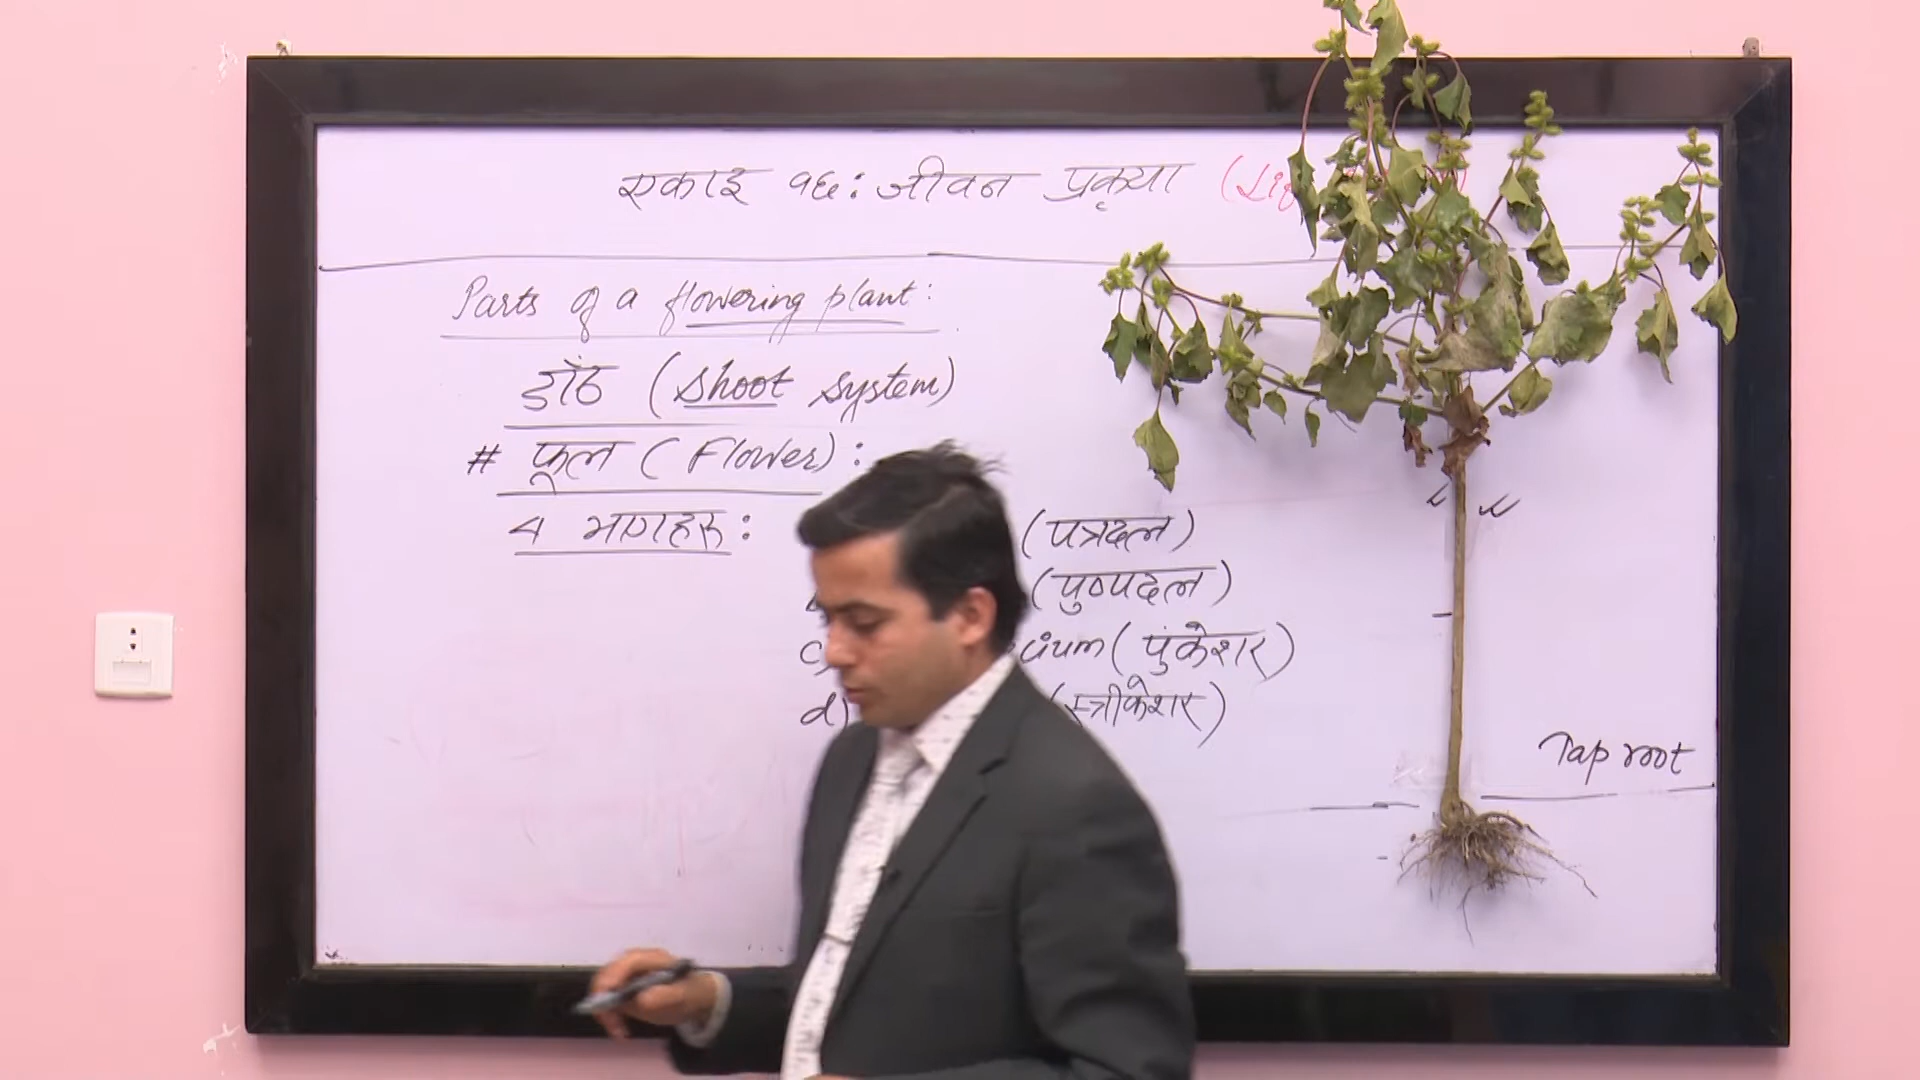 एकाइ १६: जीवन प्रकृया
Parts of a flowering plant:
डाँठ (shoot system)
# फूल (Flower):
४ भागहरू:
(पत्रदल)
(पुष्पदल)
c) (पुंकेशर)
d) (स्त्रीकेशर)
Tap root